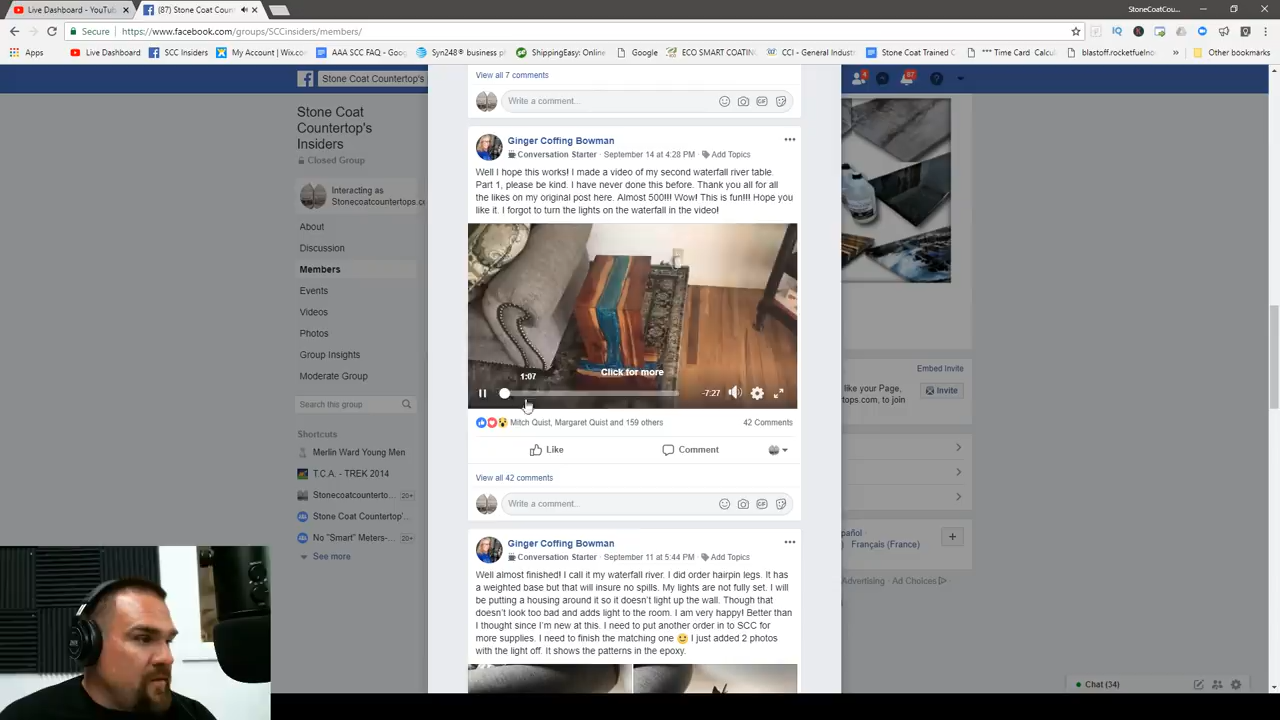 Live Dashboard - YouTu
(87) Stone Coat Coun
StoneCoatCou...
Secure
https://www.facebook.com/groups/SCCinsiders/members/
Apps
Live Dashboard
SCC Insiders
My Account | Wix.co
AAA SCC FAQ - Goo
Syn248® business p
ShippingEasy: Onlin
Google
ECO SMART COATIN
CCI - General Indust
Stone Coat Trained C
*** Time Card Calcu
blastoff.rocketfuel
Other bookmarks
Stone Coat Countertop's
4
87
Stone Coat
Countertop's
Insiders
Closed Group
Interacting as
Stonecoatcountertops.c
About
Discussion
Members
Events
Videos
Photos
Group Insights
Moderate Group
Search this group
Shortcuts
Merlin Ward Young Men
T.C.A. - TREK 2014
Stonecoatcounterto... 20+
Stone Coat Countertop'...
No "Smart" Meters-... 20+
See more
View all 7 comments
Write a comment...
GIF
Ginger Coffing Bowman
Conversation Starter · September 14 at 4:28 PM · Add Topics
Well I hope this works! I made a video of my second waterfall river table.
Part 1, please be kind. I have never done this before. Thank you all for all
the likes on my original post here. Almost 500!!! Wow! This is fun!!! Hope you
like it. I forgot to turn the lights on the waterfall in the video!
Click for more
1:07
-7:27
Mitch Quist, Margaret Quist and 159 others
42 Comments
Like
Comment
View all 42 comments
Write a comment...
GIF
Ginger Coffing Bowman
Conversation Starter · September 11 at 5:44 PM · Add Topics
Well almost finished! I call it my waterfall river. I did order hairpin legs. It has
a weighted base but that will insure no spills. My lights are not fully set. I will
be putting a housing around it so it doesn't light up the wall. Though that
doesn't look too bad and adds light to the room. I am very happy! Better than
I thought since I'm new at this. I need to put another order in to SCC for
more supplies. I need to finish the matching one I just added 2 photos
with the light off. It shows the patterns in the epoxy.
Embed Invite
like your Page,
tops.com, to join
Invite
pañol
Français (France)
Advertising · Ad Choices
Chat (34)